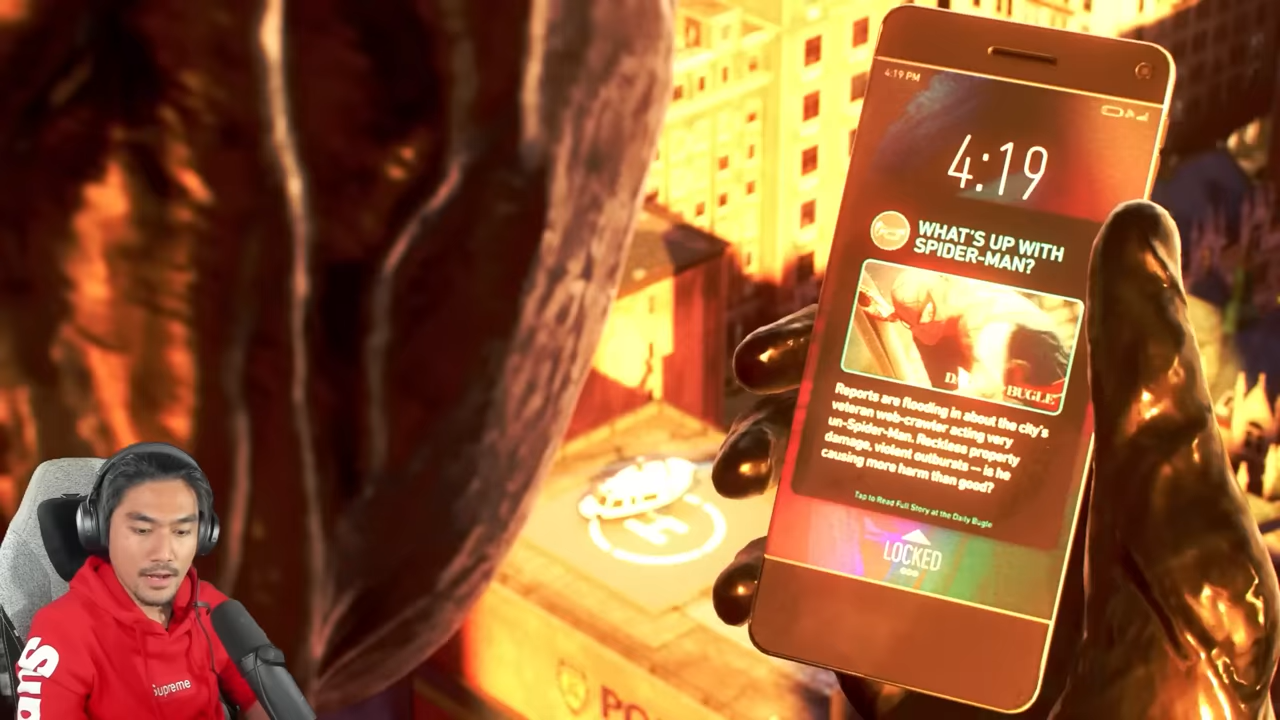 4:19 PM
4:19
WHAT'S UP WITH
SPIDER-MAN?
BUGLE
Reports are flooding in about the city's
veteran web-crawler acting very
un-Spider-Man. Reckless property
damage, violent outbursts — is he
causing more harm than good?
Tap to Read Full Story at the Daily Bugle
LOCKED
H
Supreme